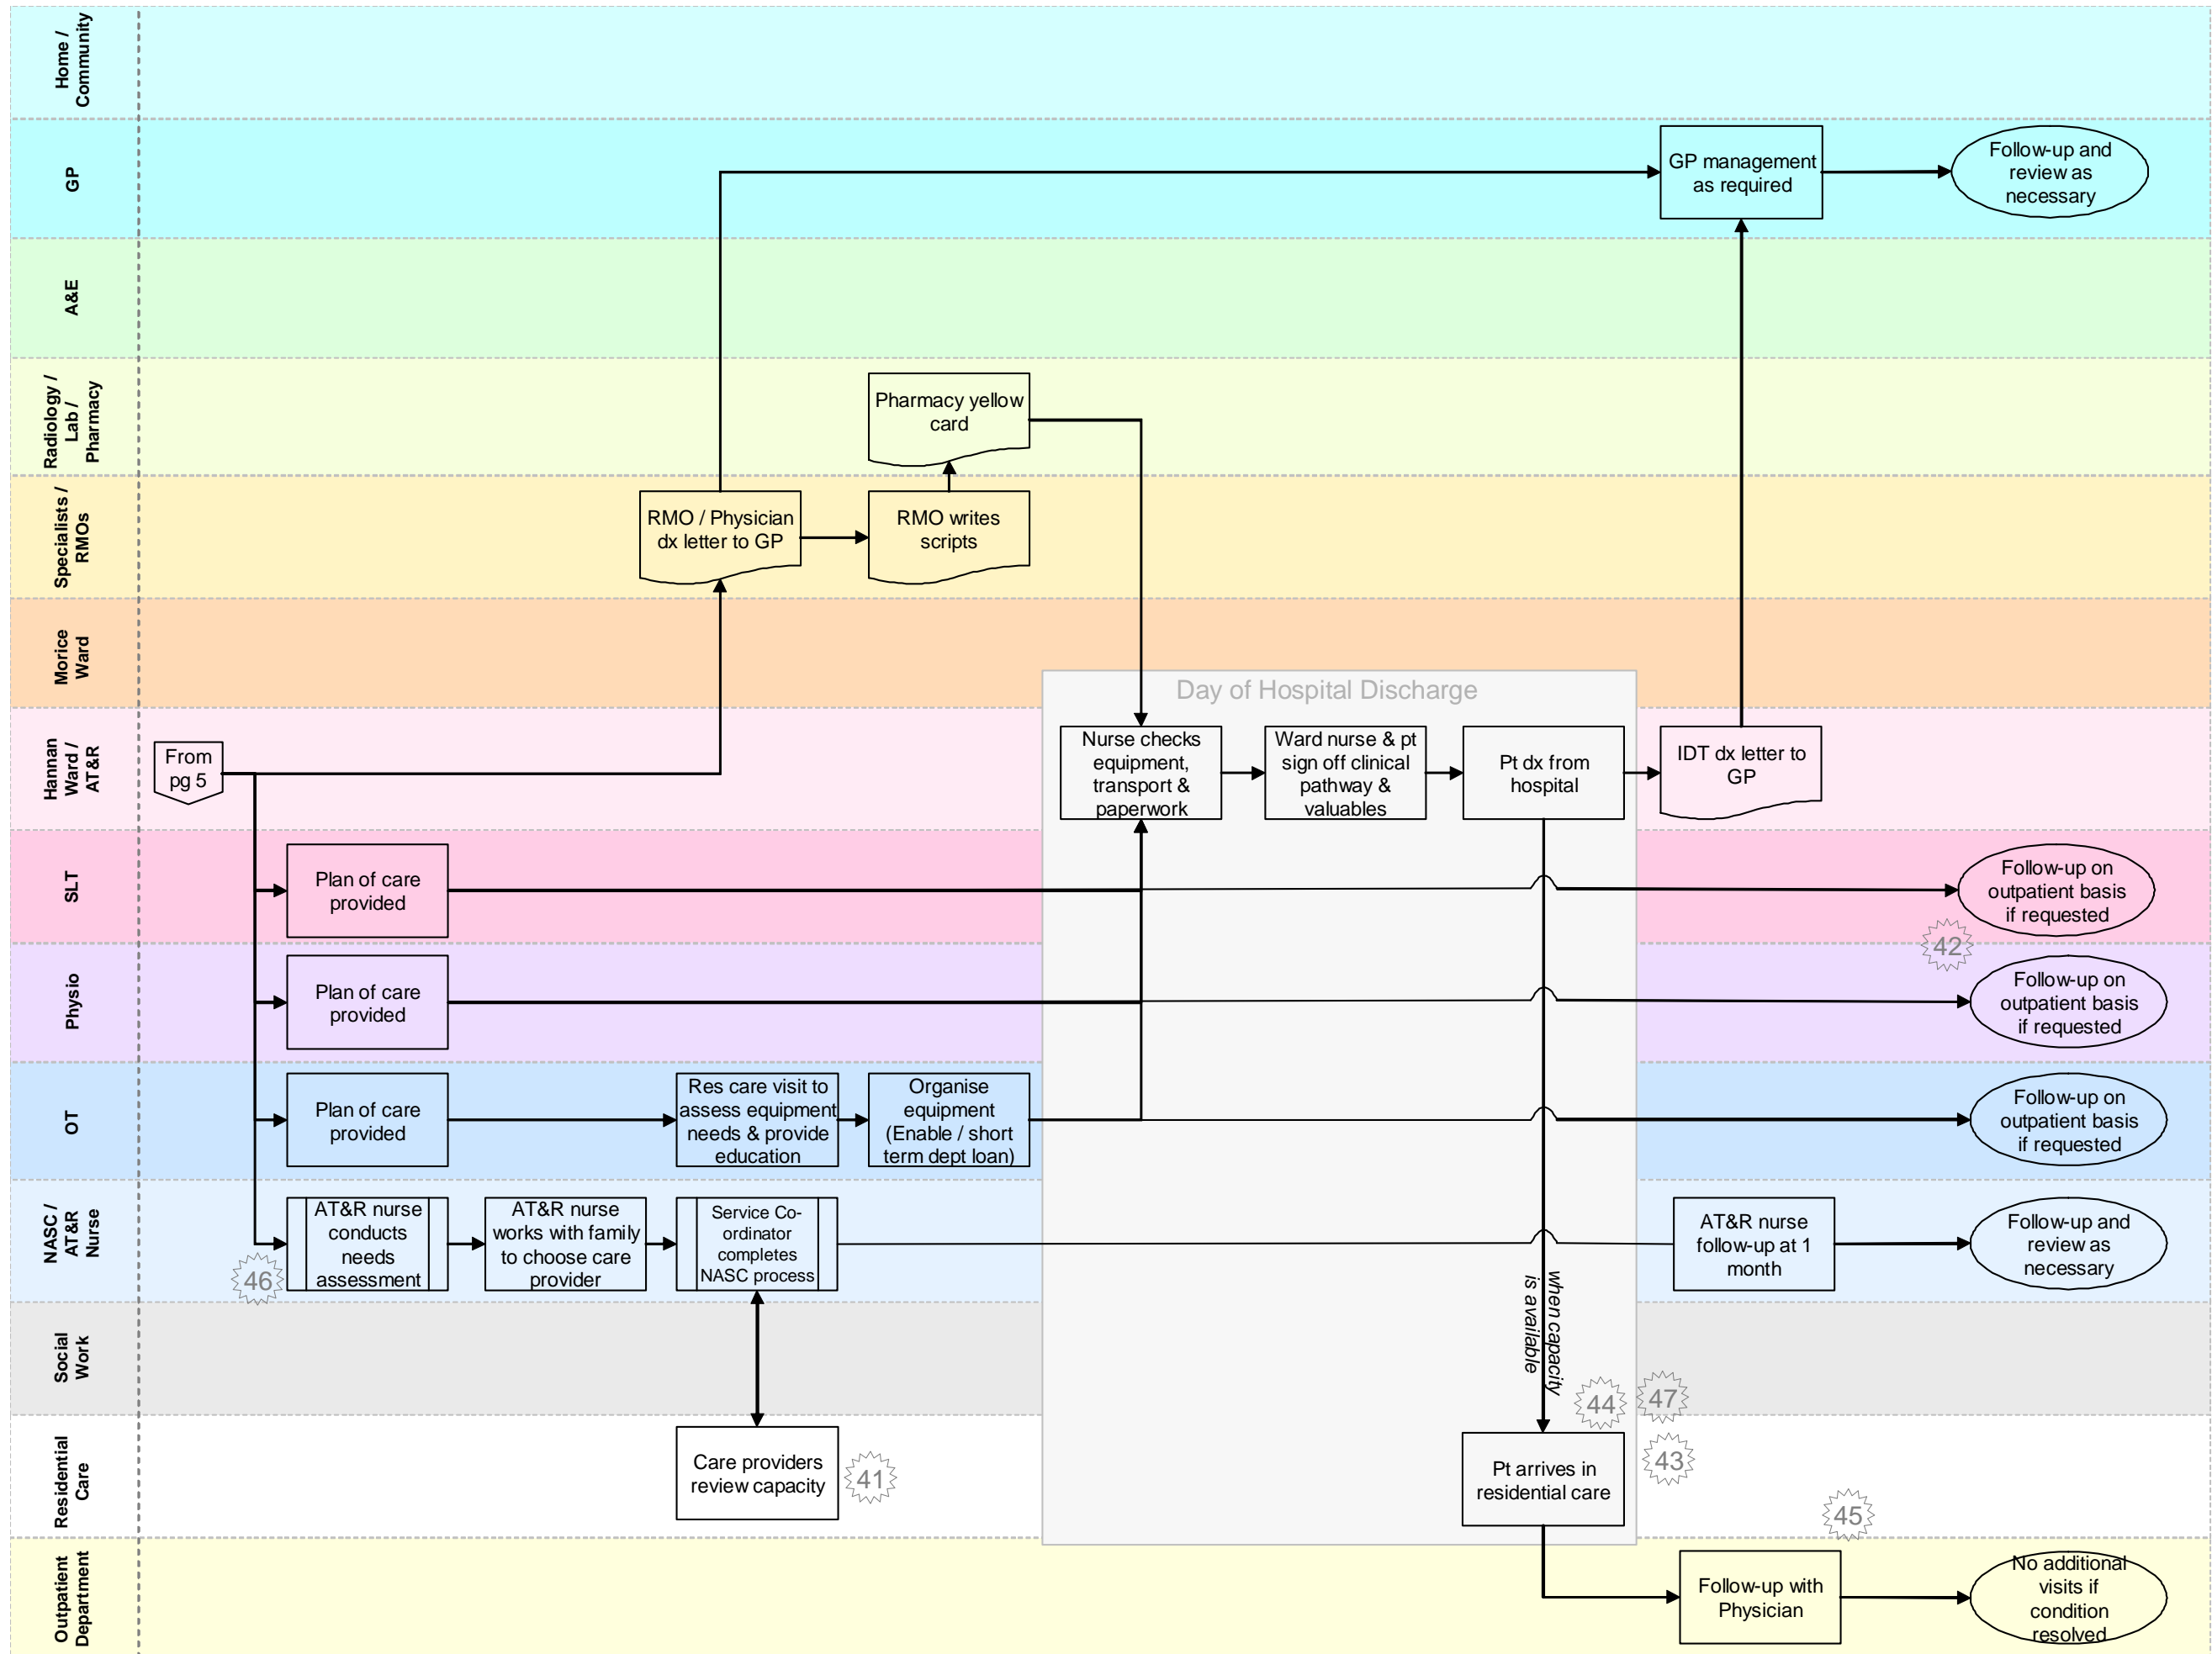 Home /
Community
GP
GP management
as required
Follow-up and
review as
necessary
A&E
Radiology /
Lab /
Pharmacy
Pharmacy yellow
card
Specialists /
RMOs
RMO / Physician
dx letter to GP
RMO writes
scripts
Morice
Ward
Day of Hospital Discharge
Hannan
Ward /
AT&R
From
pg 5
Nurse checks
equipment,
transport &
paperwork
Ward nurse & pt
sign off clinical
pathway &
valuables
Pt dx from
hospital
IDT dx letter to
GP
SLT
Plan of care
provided
Follow-up on
outpatient basis
if requested
42
Physio
Plan of care
provided
Follow-up on
outpatient basis
if requested
OT
Plan of care
provided
Res care visit to
assess equipment
needs & provide
education
Organise
equipment
(Enable / short
term dept loan)
Follow-up on
outpatient basis
if requested
NASC /
AT&R
Nurse
46
AT&R nurse
conducts
needs
assessment
AT&R nurse
works with family
to choose care
provider
Service Co-
ordinator
completes
NASC process
AT&R nurse
follow-up at 1
month
Follow-up and
review as
necessary
when capacity
is available
Social
Work
44
47
Residential
Care
Care providers
review capacity
41
Pt arrives in
residential care
43
45
Outpatient
Department
Follow-up with
Physician
No additional
visits if
condition
resolved